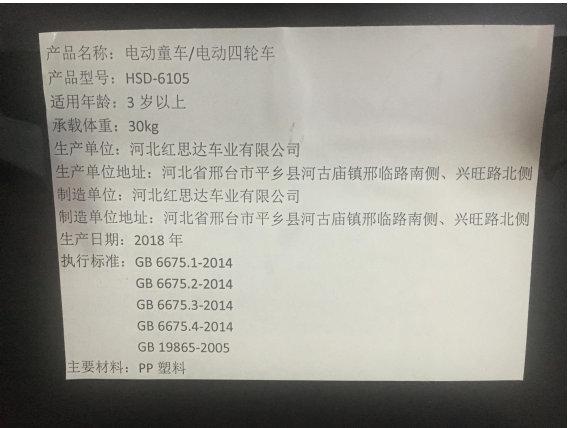 产品名称：电动童车/电动四轮车
产品型号：HSD-6105
适用年龄：3 岁以上
承载体重：30kg
生产单位：河北红思达车业有限公司
生产单位地址：河北省邢台市平乡县河古庙镇邢临路南侧、兴旺路北侧
制造单位：河北红思达车业有限公司
制造单位地址：河北省邢台市平乡县河古庙镇邢临路南侧、兴旺路北侧
生产日期：2018 年
执行标准：GB 6675.1-2014
GB 6675.2-2014
GB 6675.3-2014
GB 6675.4-2014
GB 19865-2005
主要材料：PP 塑料